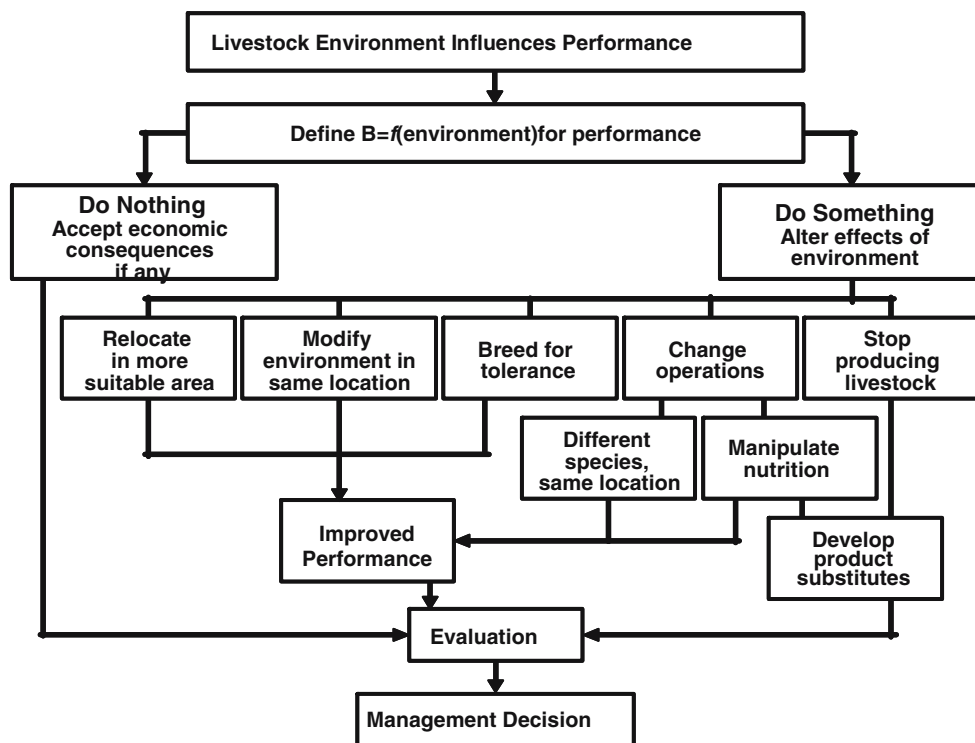 Livestock Environment Influences Performance
Define B=f(environment)for performance
Do Nothing
Accept economic
consequences
if any
Do Something
Alter effects of
environment
Relocate
in more
suitable area
Modify
environment in
same location
Breed for
tolerance
Change
operations
Stop
producing
livestock
Different
species,
same location
Manipulate
nutrition
Improved
Performance
Develop
product
substitutes
Evaluation
Management Decision